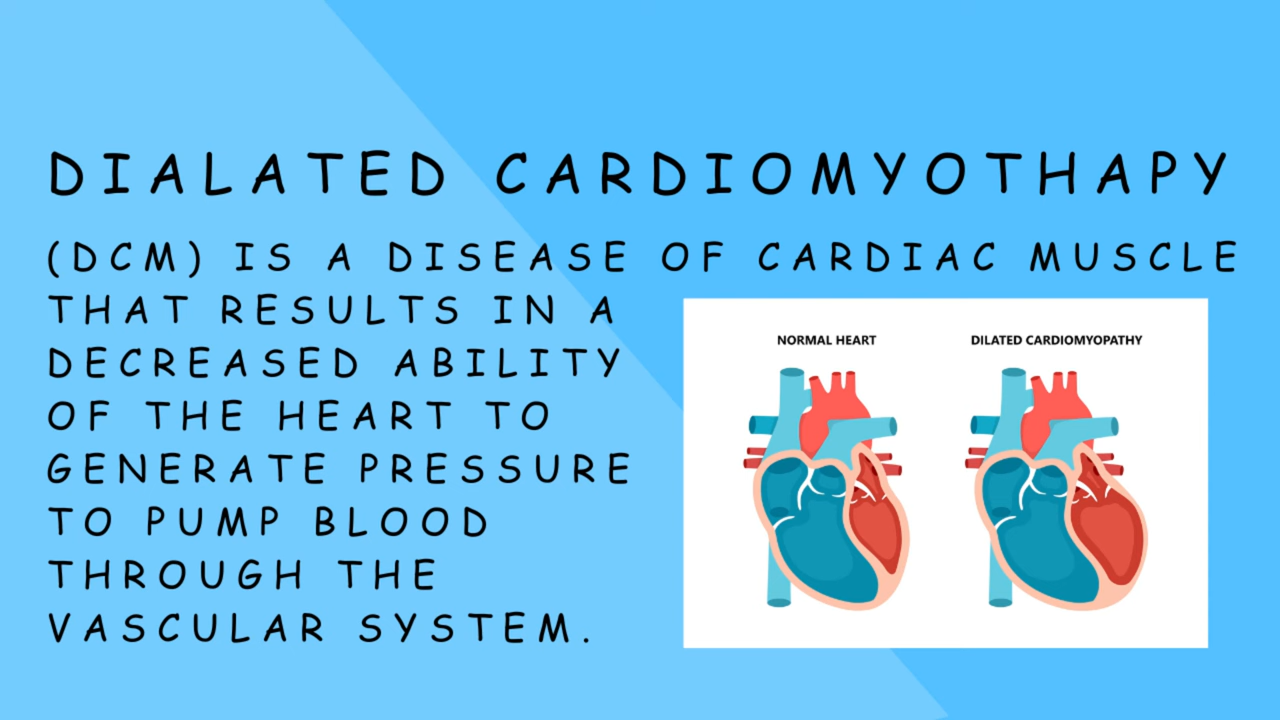 DIALATED CARDIOMYOTHAPY
(DCM) IS A DISEASE OF CARDIAC MUSCLE
THAT RESULTS IN A
DECREASED ABILITY
OF THE HEART TO
GENERATE PRESSURE
TO PUMP BLOOD
THROUGH THE
VASCULAR SYSTEM.
NORMAL HEART
DILATED CARDIOMYOPATHY